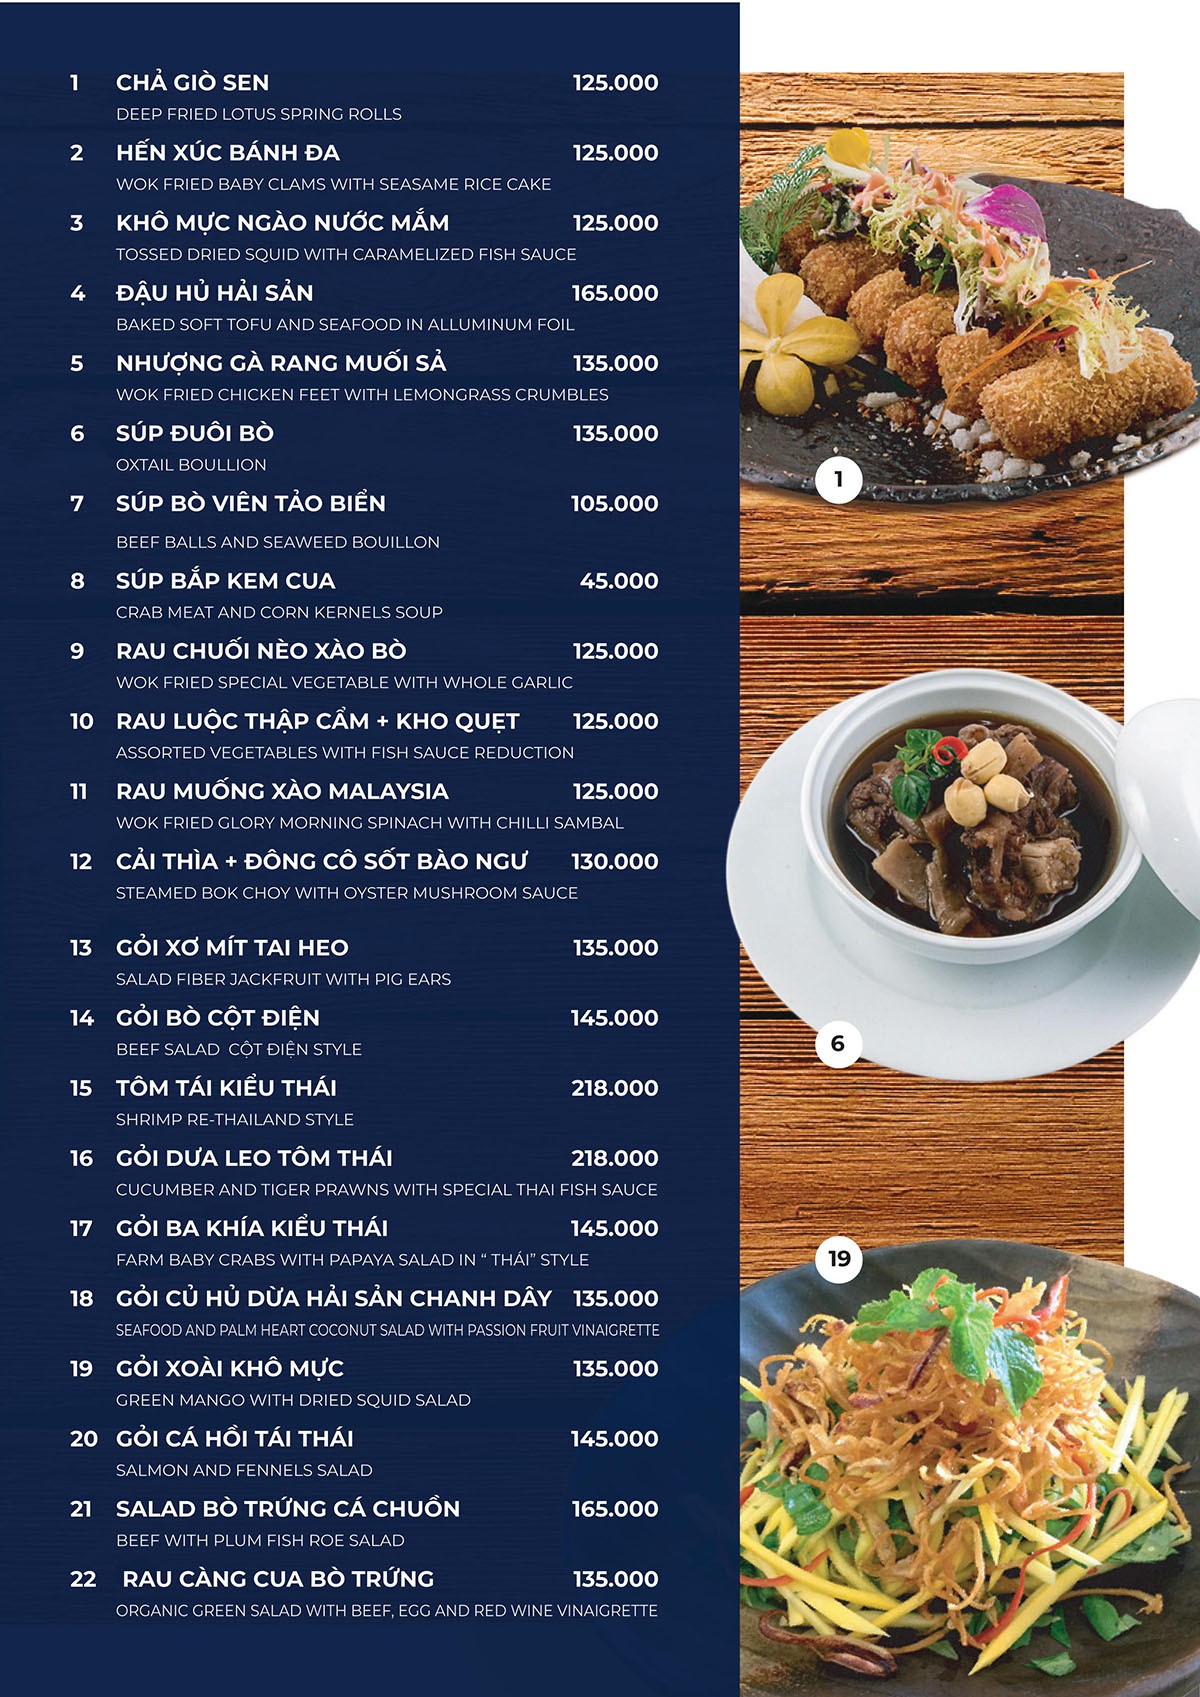 1 CHẢ GIÒ SEN 125.000
DEEP FRIED LOTUS SPRING ROLLS
2 HẾN XÚC BÁNH ĐA 125.000
WOK FRIED BABY CLAMS WITH SEASAME RICE CAKE
3 KHÔ MỰC NGÀO NƯỚC MẮM 125.000
TOSSED DRIED SQUID WITH CARAMELIZED FISH SAUCE
4 ĐẬU HỦ HẢI SẢN 165.000
BAKED SOFT TOFU AND SEAFOOD IN ALLUMINUM FOIL
5 NHƯỢNG GÀ RANG MUỐI SẢ 135.000
WOK FRIED CHICKEN FEET WITH LEMONGRASS CRUMBLES
6 SÚP ĐUÔI BÒ 135.000
OXTAIL BOULLION
7 SÚP BÒ VIÊN TẢO BIỂN 105.000
BEEF BALLS AND SEAWEED BOUILLON
8 SÚP BẮP KEM CUA 45.000
CRAB MEAT AND CORN KERNELS SOUP
9 RAU CHUỐI NÈO XÀO BÒ 125.000
WOK FRIED SPECIAL VEGETABLE WITH WHOLE GARLIC
10 RAU LUỘC THẬP CẨM + KHO QUẸT 125.000
ASSORTED VEGETABLES WITH FISH SAUCE REDUCTION
11 RAU MUỐNG XÀO MALAYSIA 125.000
WOK FRIED GLORY MORNING SPINACH WITH CHILLI SAMBAL
12 CẢI THÌA + ĐÔNG CÔ SỐT BÀO NGƯ 130.000
STEAMED BOK CHOY WITH OYSTER MUSHROOM SAUCE
13 GỎI XƠ MÍT TAI HEO 135.000
SALAD FIBER JACKFRUIT WITH PIG EARS
14 GỎI BÒ CỘT ĐIỆN 145.000
BEEF SALAD CỘT ĐIỆN STYLE
15 TÔM TÁI KIỂU THÁI 218.000
SHRIMP RE-THAILAND STYLE
16 GỎI DƯA LEO TÔM THÁI 218.000
CUCUMBER AND TIGER PRAWNS WITH SPECIAL THAI FISH SAUCE
17 GỎI BA KHÍA KIỂU THÁI 145.000
FARM BABY CRABS WITH PAPAYA SALAD IN “ THÁI” STYLE
18 GỎI CỦ HỦ DỪA HẢI SẢN CHANH DÂY 135.000
SEAFOOD AND PALM HEART COCONUT SALAD WITH PASSION FRUIT VINAIGRETTE
19 GỎI XOÀI KHÔ MỰC 135.000
GREEN MANGO WITH DRIED SQUID SALAD
20 GỎI CÁ HỒI TÁI THÁI 145.000
SALMON AND FENNELS SALAD
21 SALAD BÒ TRỨNG CÁ CHUỒN 165.000
BEEF WITH PLUM FISH ROE SALAD
22 RAU CÀNG CUA BÒ TRỨNG 135.000
ORGANIC GREEN SALAD WITH BEEF, EGG AND RED WINE VINAIGRETTE
1
6
19